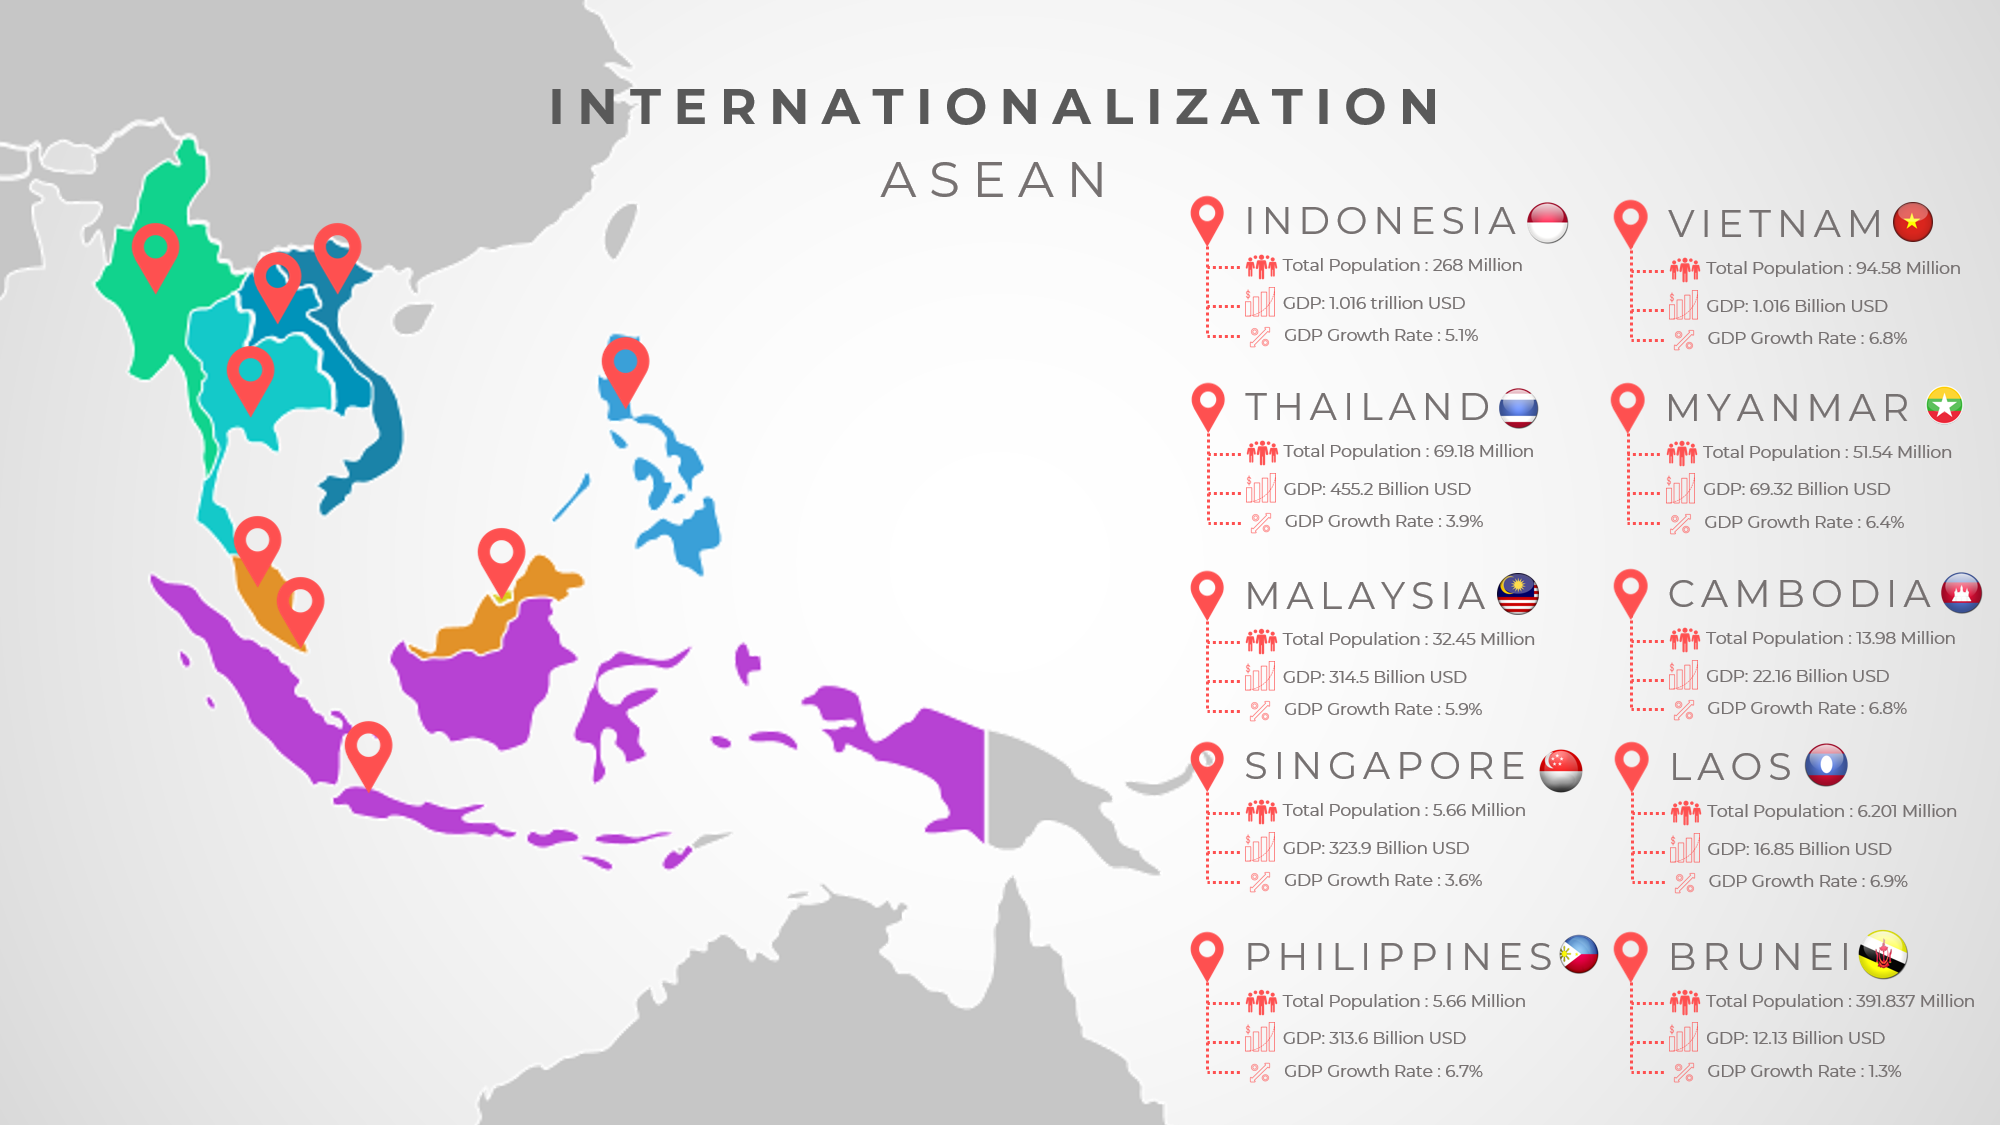 INTERNATIONALIZATION
ASEAN
INDONESIA
Total Population : 268 Million
GDP: 1.016 trillion USD
GDP Growth Rate : 5.1%
THAILAND
Total Population : 69.18 Million
GDP: 455.2 Billion USD
GDP Growth Rate : 3.9%
MALAYSIA
Total Population : 32.45 Million
GDP: 314.5 Billion USD
GDP Growth Rate : 5.9%
SINGAPORE
Total Population : 5.66 Million
GDP: 323.9 Billion USD
GDP Growth Rate : 3.6%
PHILIPPINES
Total Population : 5.66 Million
GDP: 313.6 Billion USD
GDP Growth Rate : 6.7%
VIETNAM
Total Population : 94.58 Million
GDP: 1.016 Billion USD
GDP Growth Rate : 6.8%
MYANMAR
Total Population : 51.54 Million
GDP: 69.32 Billion USD
GDP Growth Rate : 6.4%
CAMBODIA
Total Population : 13.98 Million
GDP: 22.16 Billion USD
GDP Growth Rate : 6.8%
LAOS
Total Population : 6.201 Million
GDP: 16.85 Billion USD
GDP Growth Rate : 6.9%
BRUNEI
Total Population : 391.837 Million
GDP: 12.13 Billion USD
GDP Growth Rate : 1.3%